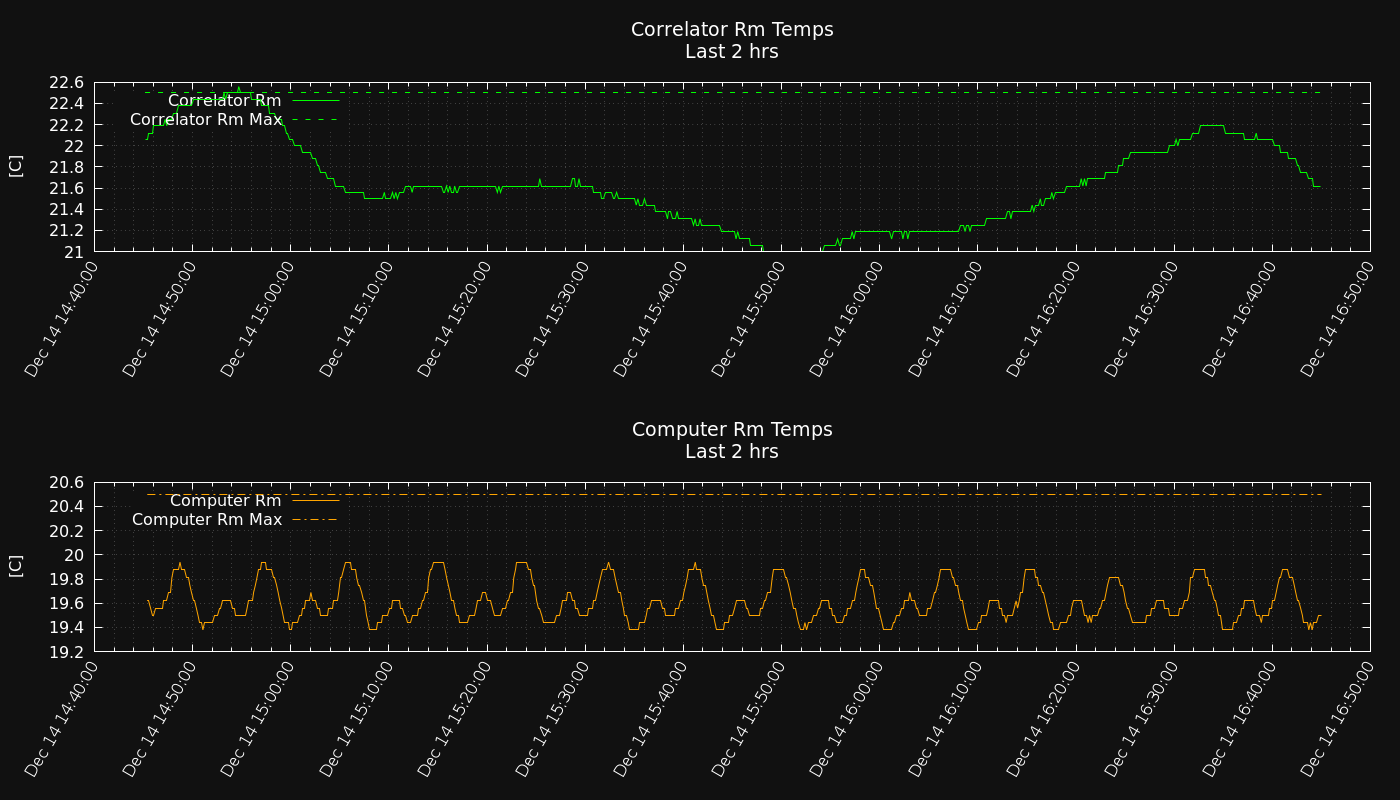 Correlator Rm Temps
Last 2 hrs
22.6
22.4
22.2
22
21.8
21.6
21.4
21.2
21
[C]
Correlator Rm
Correlator Rm Max
Dec 14 14:40:00
Dec 14 14:50:00
Dec 14 15:00:00
Dec 14 15:10:00
Dec 14 15:20:00
Dec 14 15:30:00
Dec 14 15:40:00
Dec 14 15:50:00
Dec 14 16:00:00
Dec 14 16:10:00
Dec 14 16:20:00
Dec 14 16:30:00
Dec 14 16:40:00
Dec 14 16:50:00
Computer Rm Temps
Last 2 hrs
20.6
20.4
20.2
20
19.8
19.6
19.4
19.2
[C]
Computer Rm
Computer Rm Max
Dec 14 14:40:00
Dec 14 14:50:00
Dec 14 15:00:00
Dec 14 15:10:00
Dec 14 15:20:00
Dec 14 15:30:00
Dec 14 15:40:00
Dec 14 15:50:00
Dec 14 16:00:00
Dec 14 16:10:00
Dec 14 16:20:00
Dec 14 16:30:00
Dec 14 16:40:00
Dec 14 16:50:00